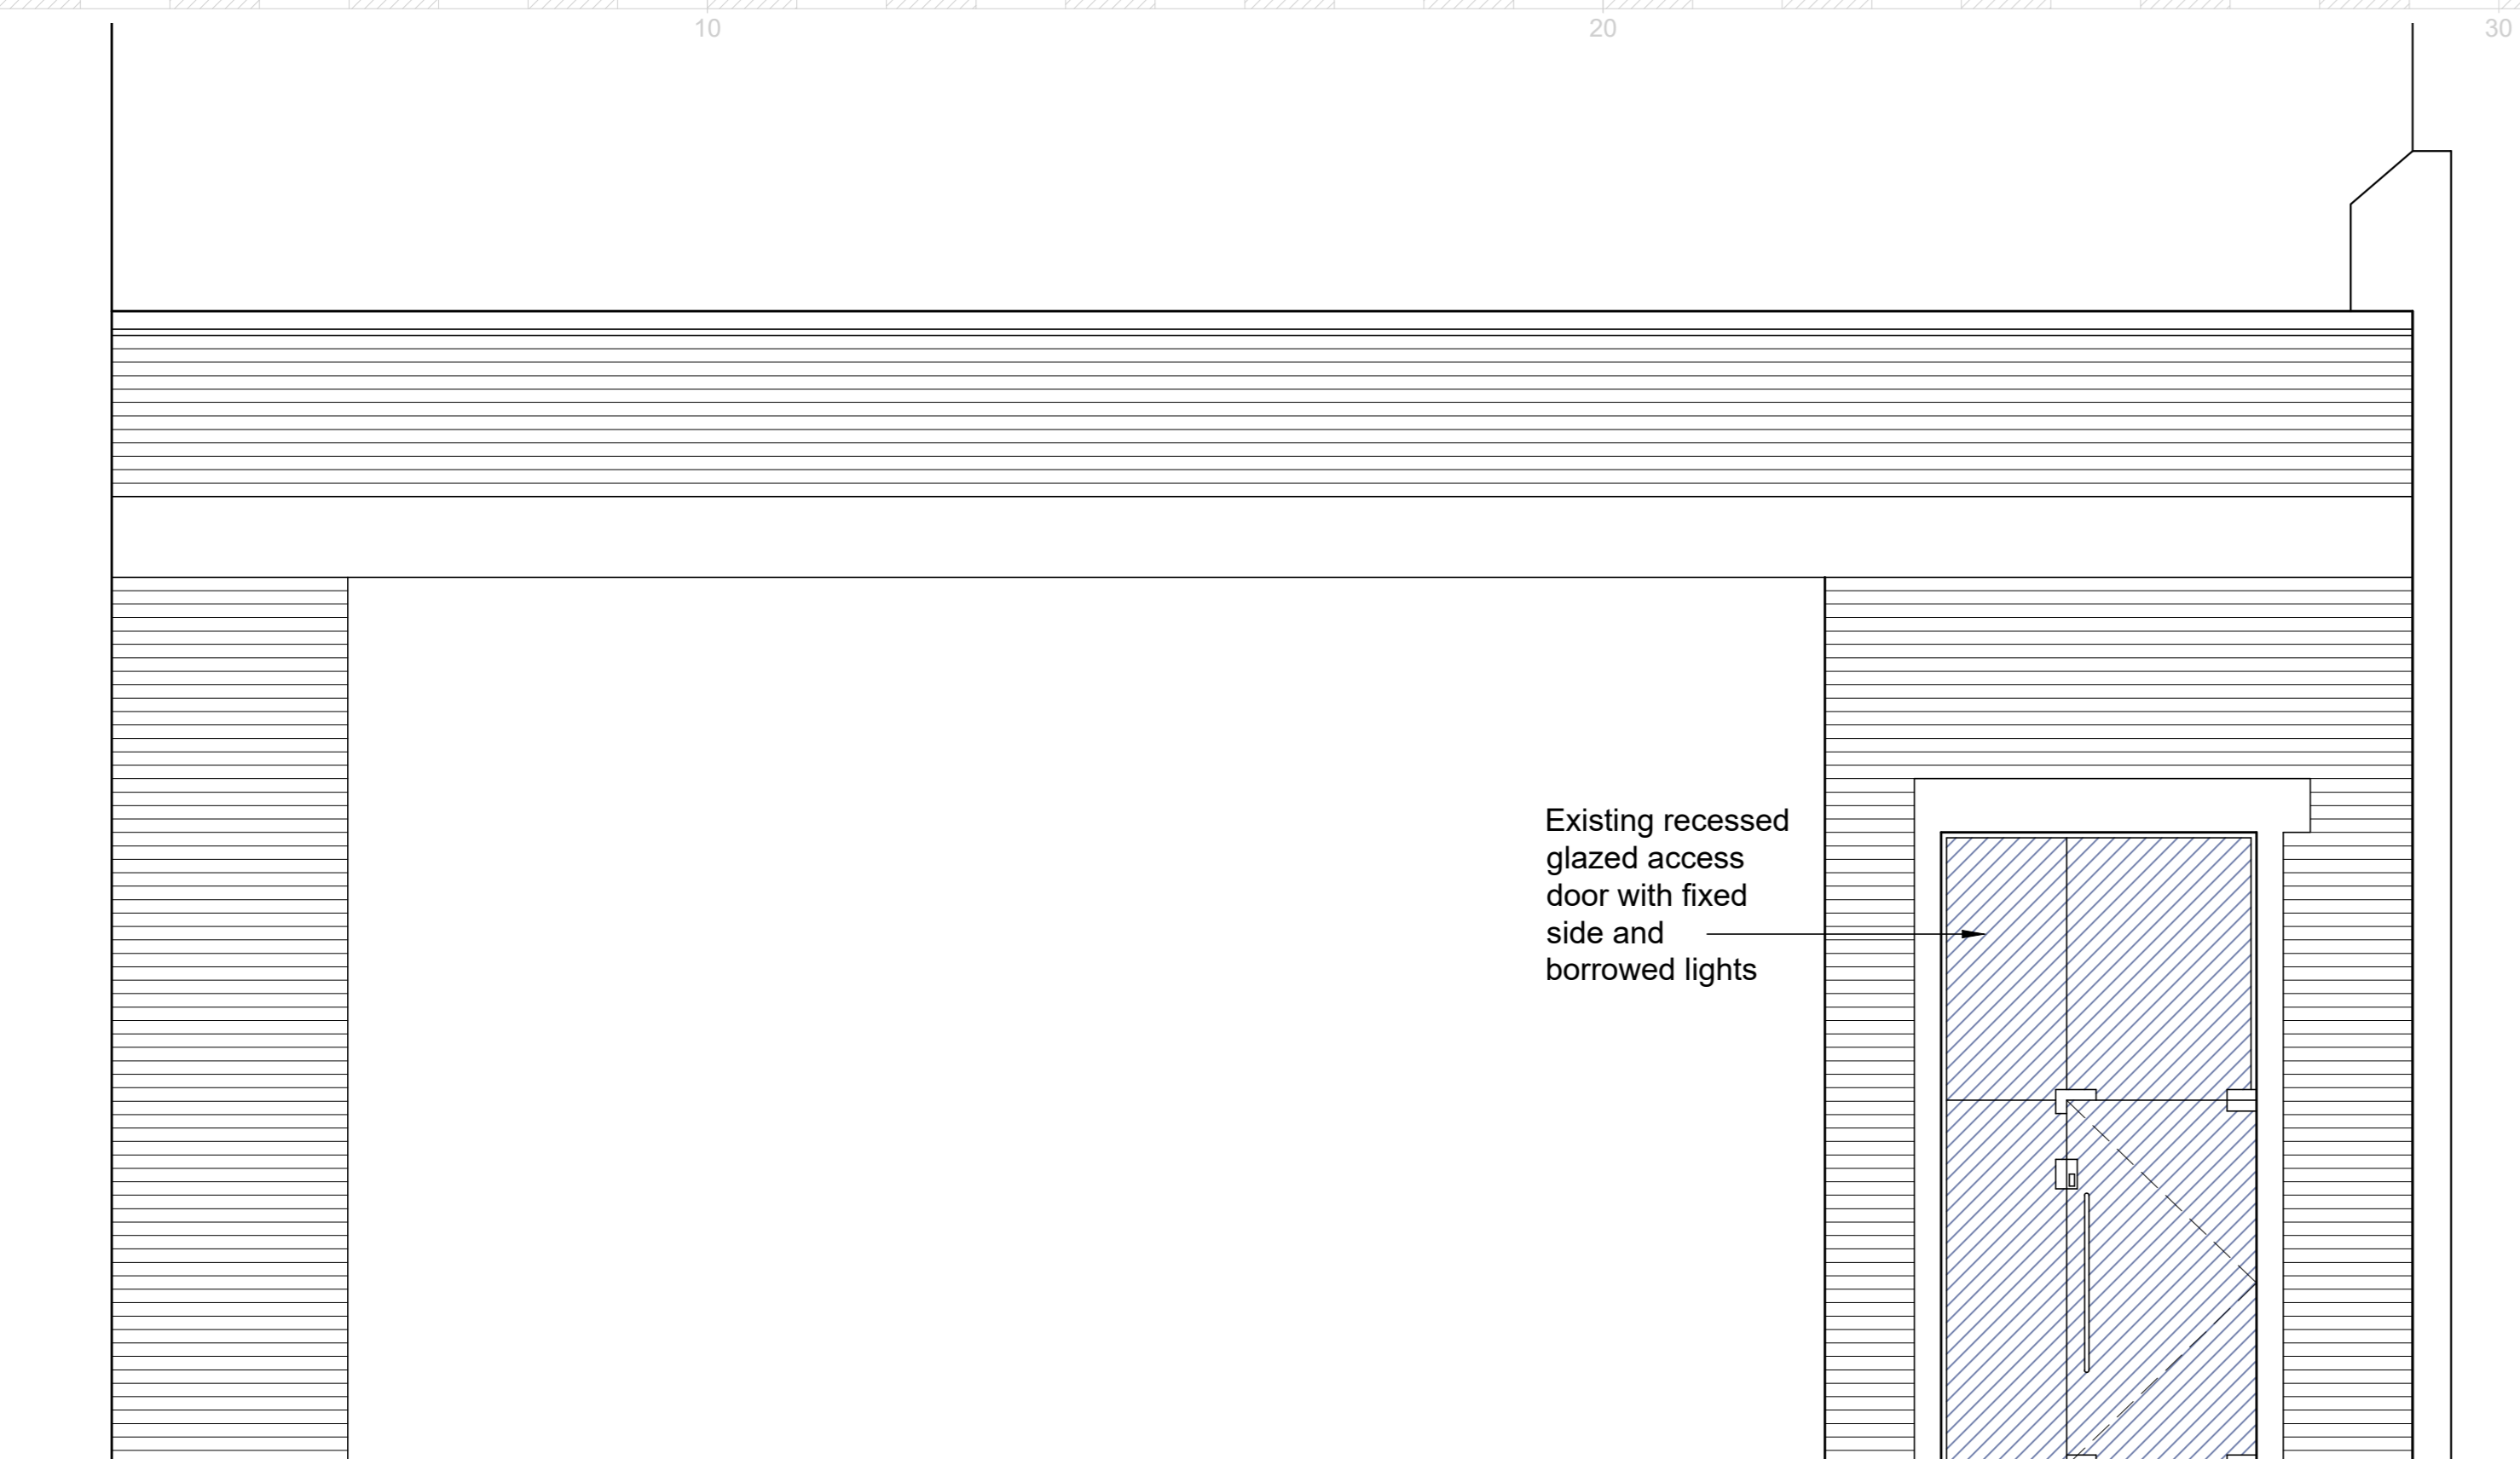 10
20
30
Existing recessed
glazed access
door with fixed
side and
borrowed lights